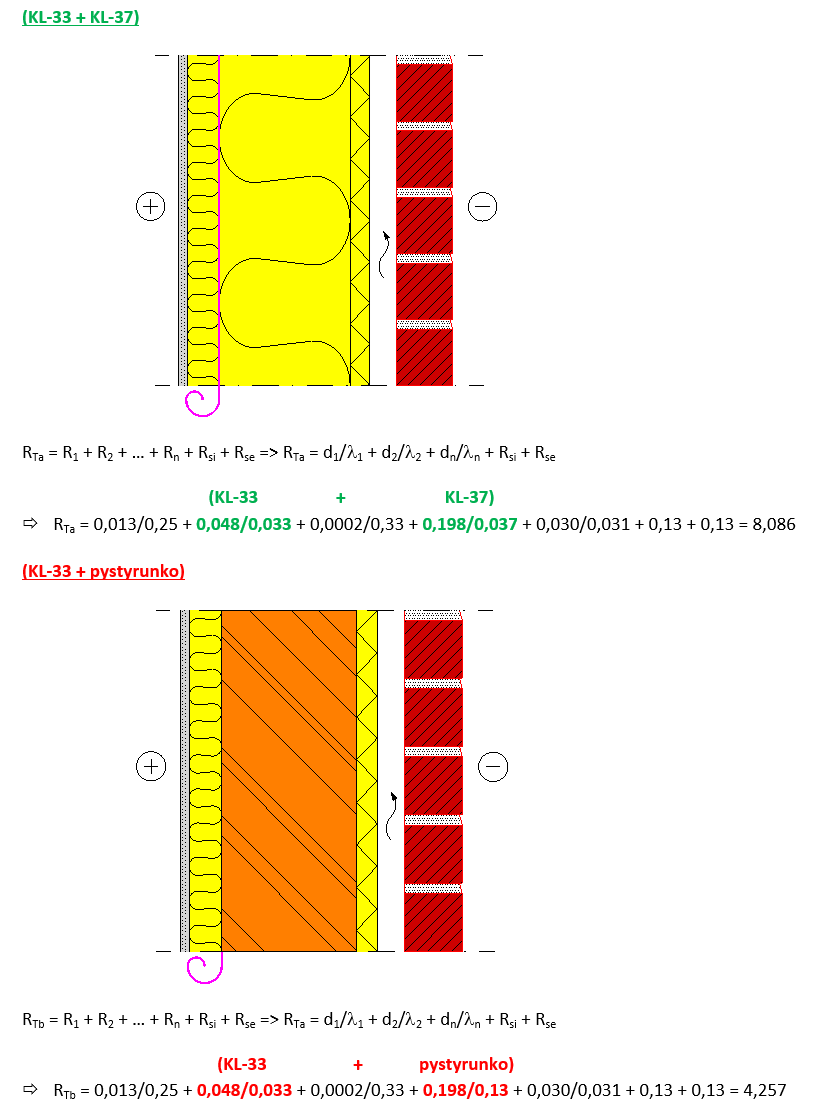 (KL-33 + KL-37)
+ −
R_Ta = R_1 + R_2 + ... + R_n + R_si + R_se => R_Ta = d_1/λ_1 + d_2/λ_2 + d_n/λ_n + R_si + R_se
(KL-33 + KL-37)
⇨ R_Ta = 0,013/0,25 + 0,048/0,033 + 0,0002/0,33 + 0,198/0,037 + 0,030/0,031 + 0,13 + 0,13 = 8,086
(KL-33 + pystyrunko)
+ −
R_Tb = R_1 + R_2 + ... + R_n + R_si + R_se => R_Ta = d_1/λ_1 + d_2/λ_2 + d_n/λ_n + R_si + R_se
(KL-33 + pystyrunko)
⇨ R_Tb = 0,013/0,25 + 0,048/0,033 + 0,0002/0,33 + 0,198/0,13 + 0,030/0,031 + 0,13 + 0,13 = 4,257